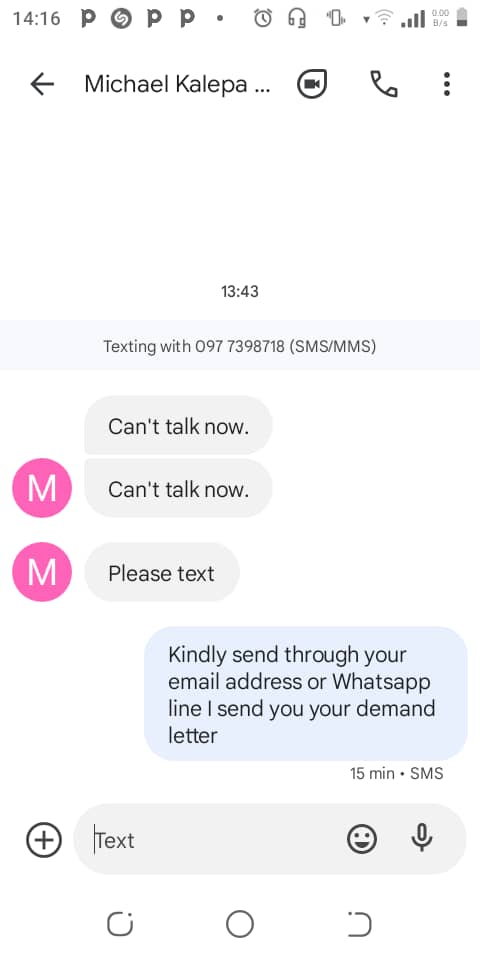 14:16
0.00
B/s
Michael Kalepa ...
13:43
Texting with 097 7398718 (SMS/MMS)
Can't talk now.
M
Can't talk now.
M
Please text
Kindly send through your
email address or Whatsapp
line I send you your demand
letter
15 min • SMS
Text